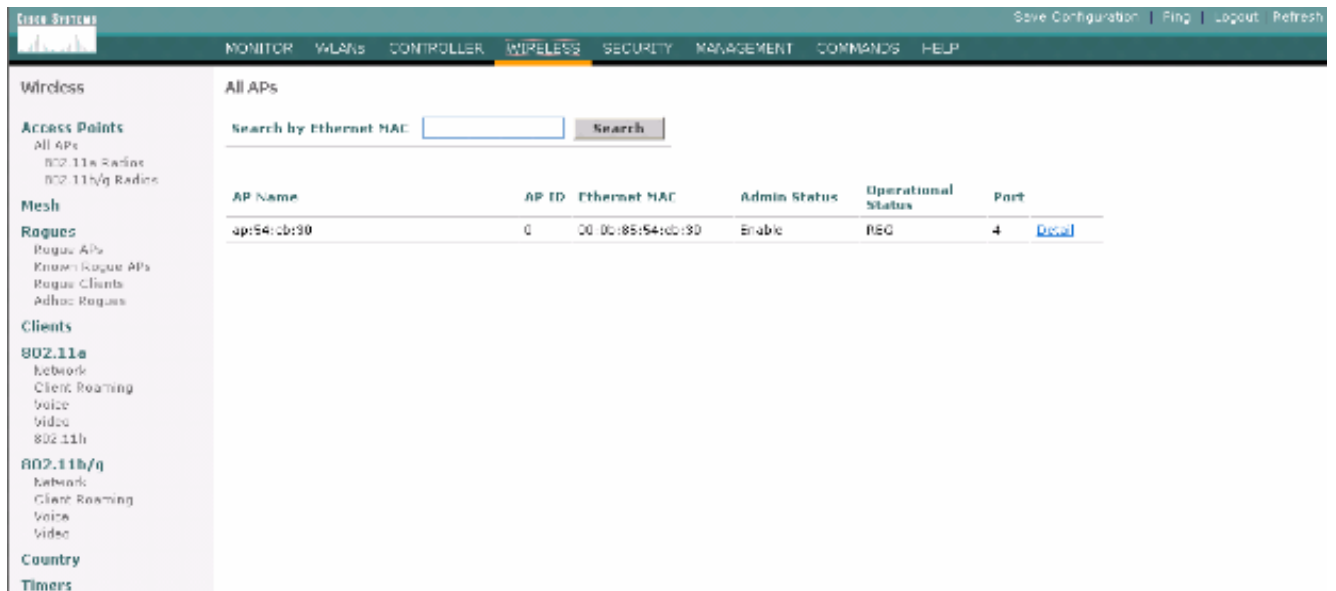 CISCO SYSTEMS
Save Configuration | Ping | Logout | Refresh
MONITOR WLANs CONTROLLER WIRELESS SECURITY MANAGEMENT COMMANDS HELP
Wireless
Access Points
All APs
802.11a Radios
802.11b/g Radios
Mesh
Rogues
Rogue APs
Known Rogue APs
Rogue Clients
Adhoc Rogues
Clients
802.11a
Network
Client Roaming
Voice
Video
802.11h
802.11b/g
Network
Client Roaming
Voice
Video
Country
Timers
All APs
Search by Ethernet MAC Search
AP Name AP ID Ethernet MAC Admin Status Operational Status Port
ap:54:cb:30 0 00:0b:85:54:cb:30 Enable REG 4 Detail